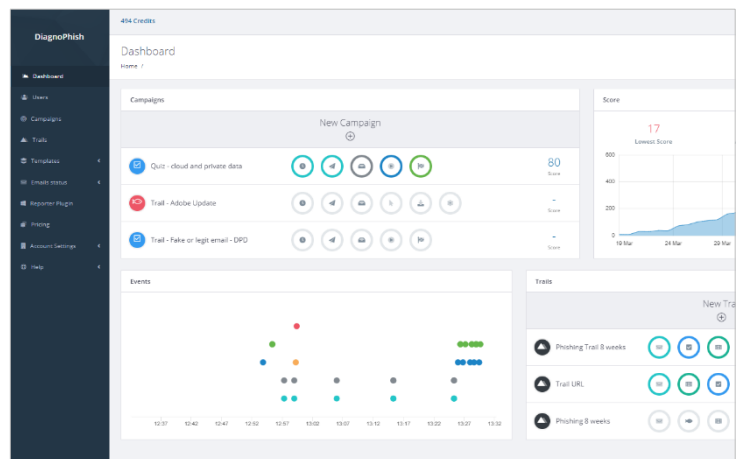 494 Credits
DiagnoPhish
Dashboard
Home /
Dashboard
Users
Campaigns
Trails
Templates
Emails status
Reporter Plugin
Pricing
Account Settings
Help
Campaigns
New Campaign
Quiz - cloud and private data
80
Score
Trail - Adobe Update
-
Score
Trail - Fake or legit email - DPD
-
Score
Score
17
Lowest Score
600
400
200
0
19 Mar 24 Mar 29 Mar
Events
12:37 12:42 12:47 12:52 12:57 13:02 13:07 13:12 13:17 13:22 13:27 13:32
Trails
New Tra
Phishing Trail 8 weeks
Trail URL
Phishing 8 weeks